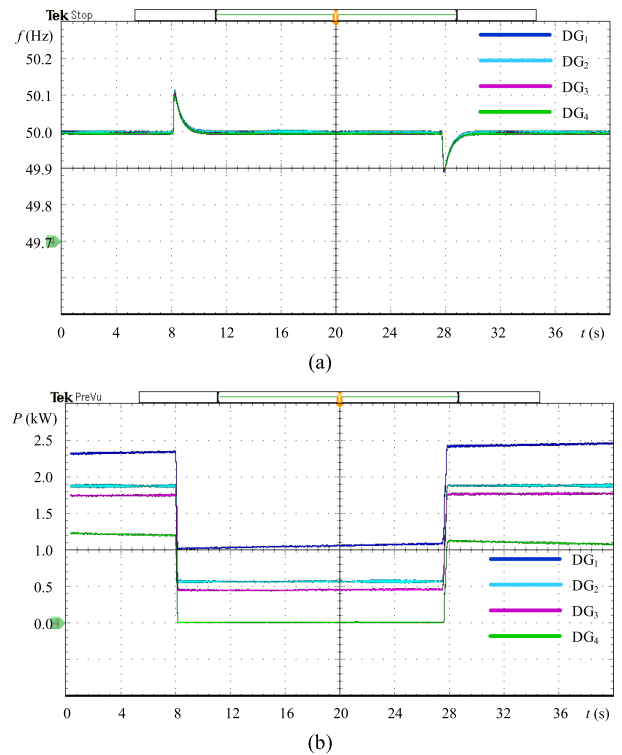 Tek Stop
f (Hz)
50.2
50.1
50.0
49.9
49.8
49.7
DG1
DG2
DG3
DG4
0 4 8 12 16 20 24 28 36 t (s)
(a)
Tek PreVu
P (kW)
2.5
2.0
1.5
1.0
0.5
0.0
DG1
DG2
DG3
DG4
0 4 8 12 16 20 24 28 32 36 t (s)
(b)